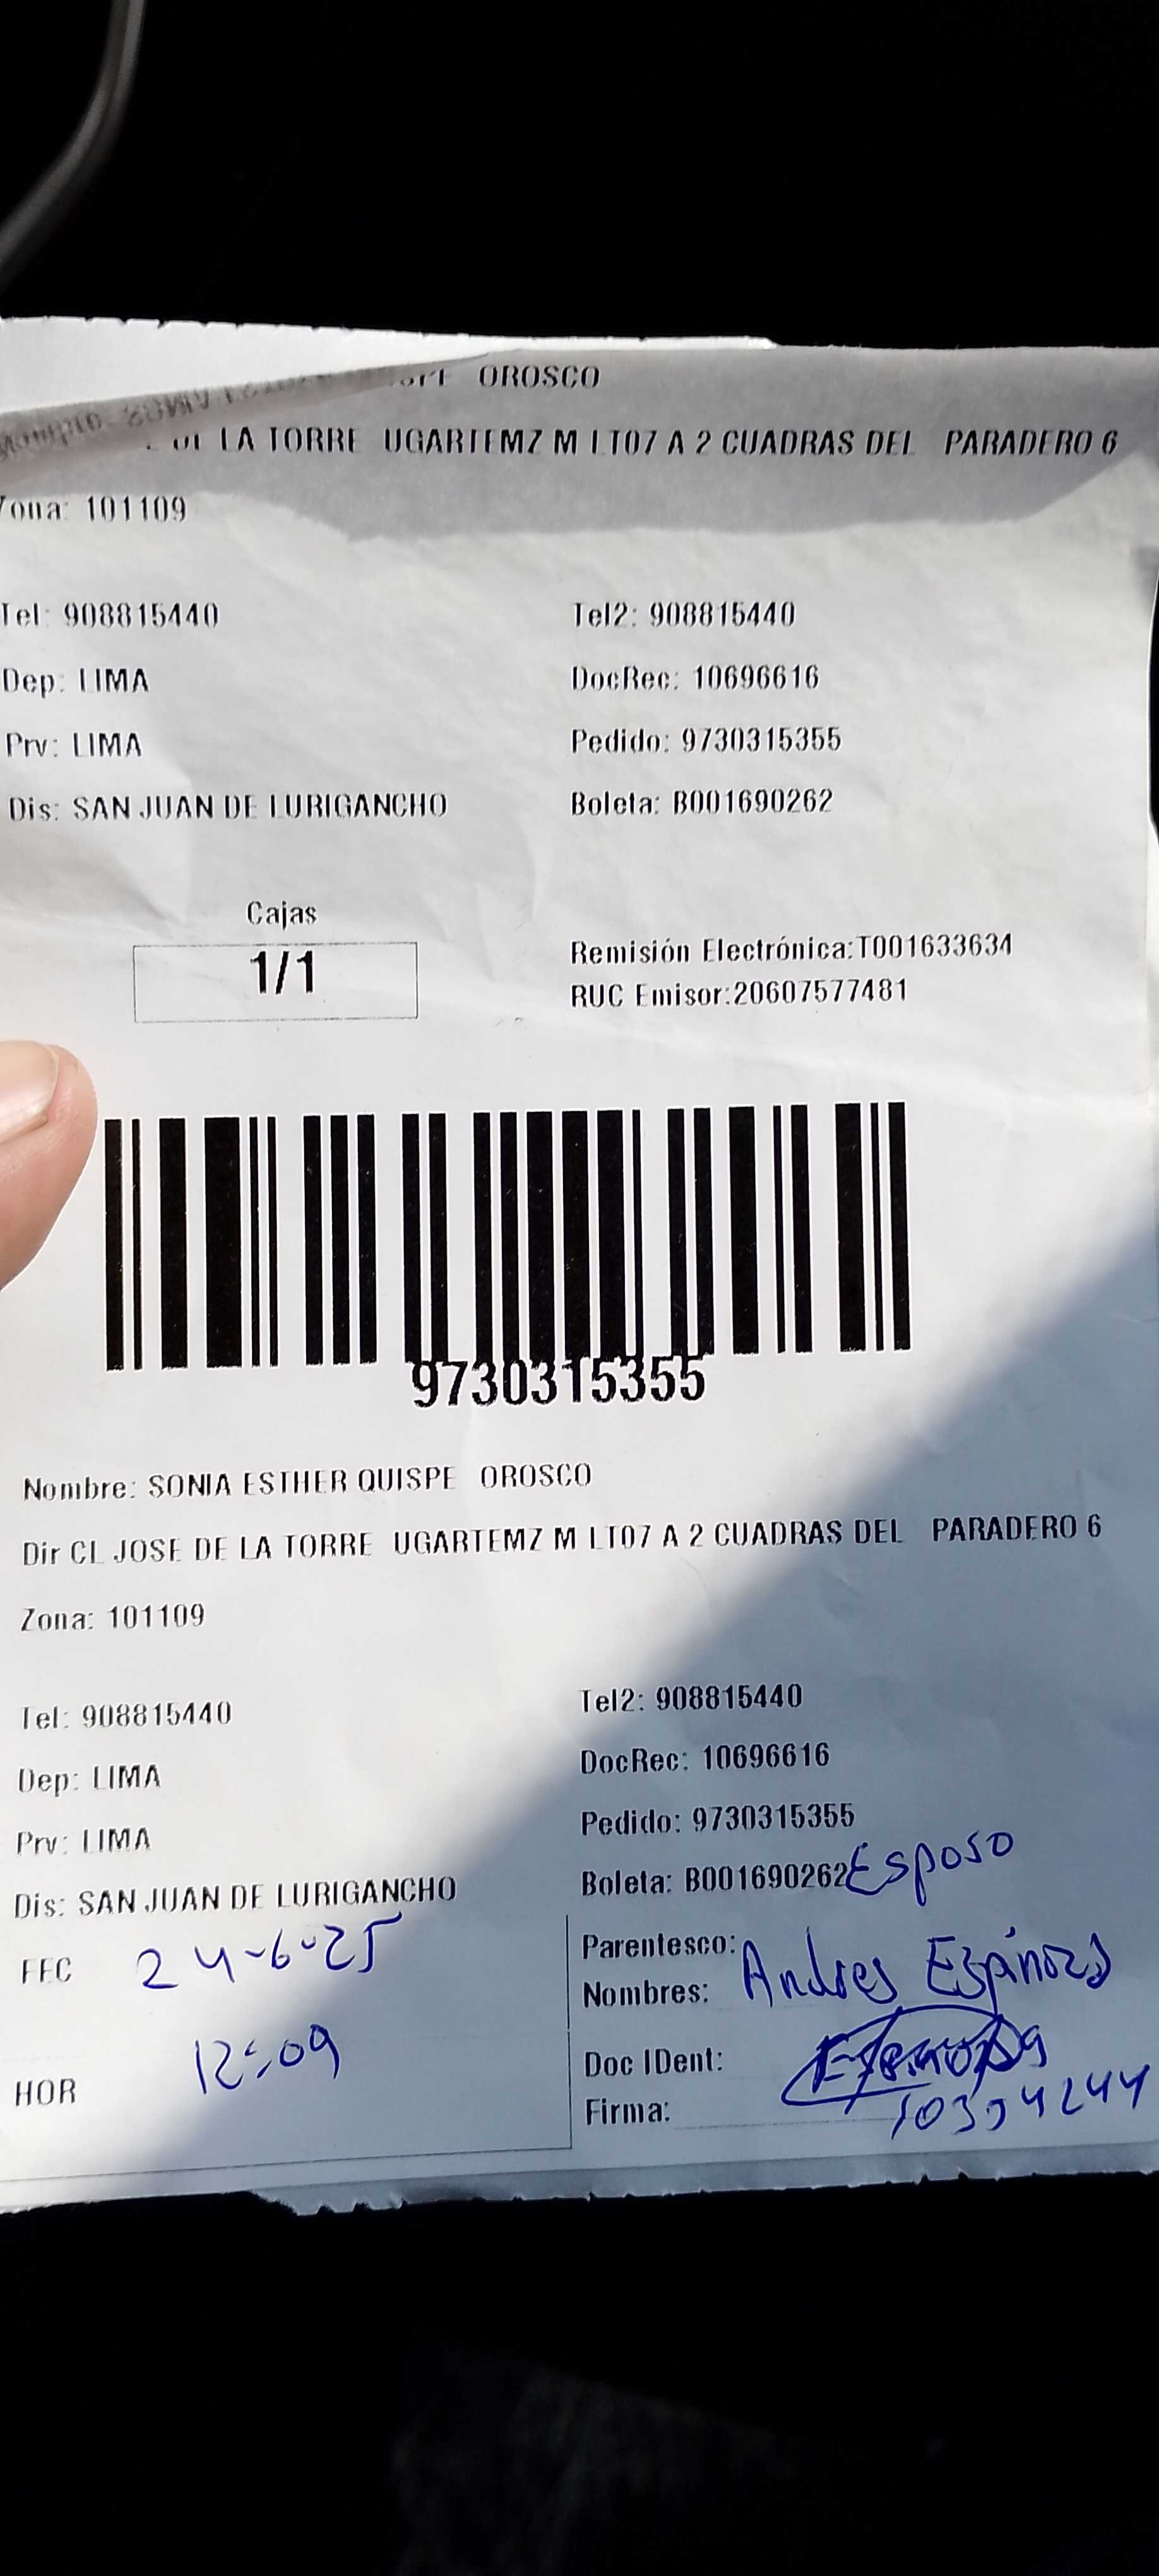 OROSCO
LA TORRE UGARTEMZ M LT07 A 2 CUADRAS DEL PARADERO 6
Zona: 101109
Tel: 908815440 Tel2: 908815440
Dep: LIMA DocRec: 10696616
Prv: LIMA Pedido: 9730315355
Dis: SAN JUAN DE LURIGANCHO Boleta: B001690262
Cajas
1/1
Remisión Electrónica:T001633634
RUC Emisor:20607577481
9730315355
Nombre: SONIA ESTHER QUISPE OROSCO
Dir CL JOSE DE LA TORRE UGARTEMZ M LT07 A 2 CUADRAS DEL PARADERO 6
Zona: 101109
Tel: 908815440 Tel2: 908815440
Dep: LIMA DocRec: 10696616
Prv: LIMA Pedido: 9730315355
Dis: SAN JUAN DE LURIGANCHO Boleta: B001690262 Esposo
FEC 24-6-25 Parentesco:
Nombres: Andres Espinoza
HOR 12:09 Doc IDent:
Firma: